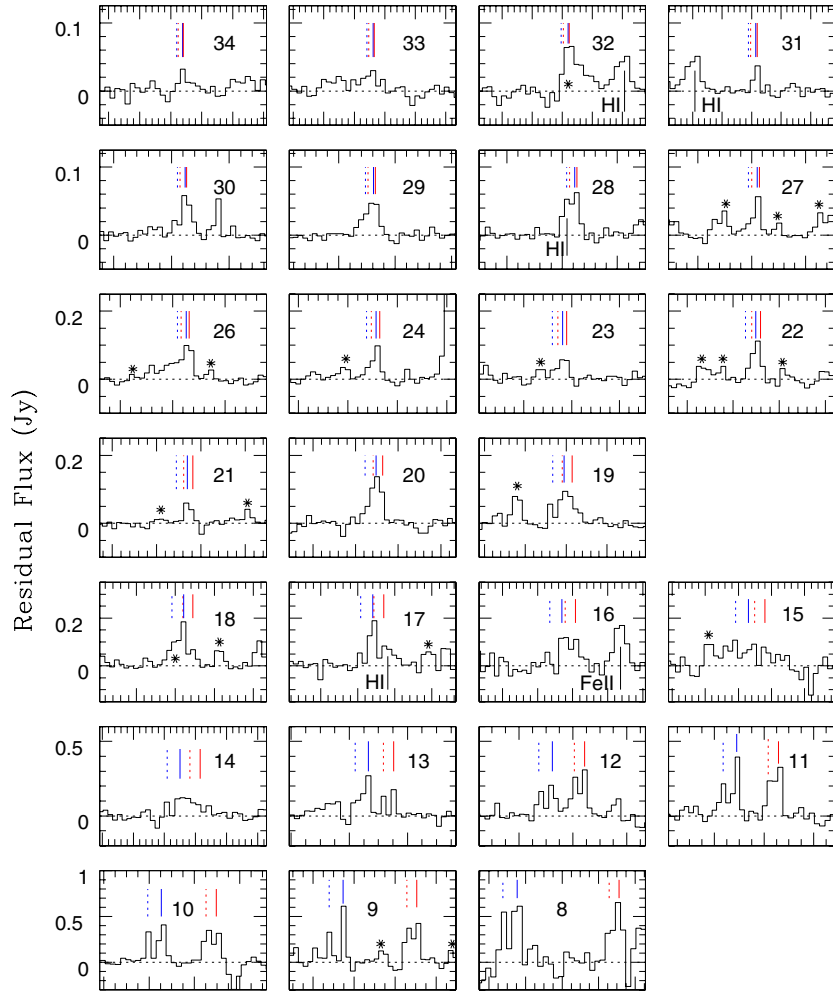 0.1 34 33 32 31
0 * HI HI
0.1 30 29 28 27
* * *
0 HI
0.2 26 24 23 22
* * * * * * *
0
0.2 21 20 19
* * *
0
0.2 18 17 16 15
* * * *
0 HI FeII
0.5 14 13 12 11
0
1 10 9 8
0.5
* *
0
Residual Flux (Jy)